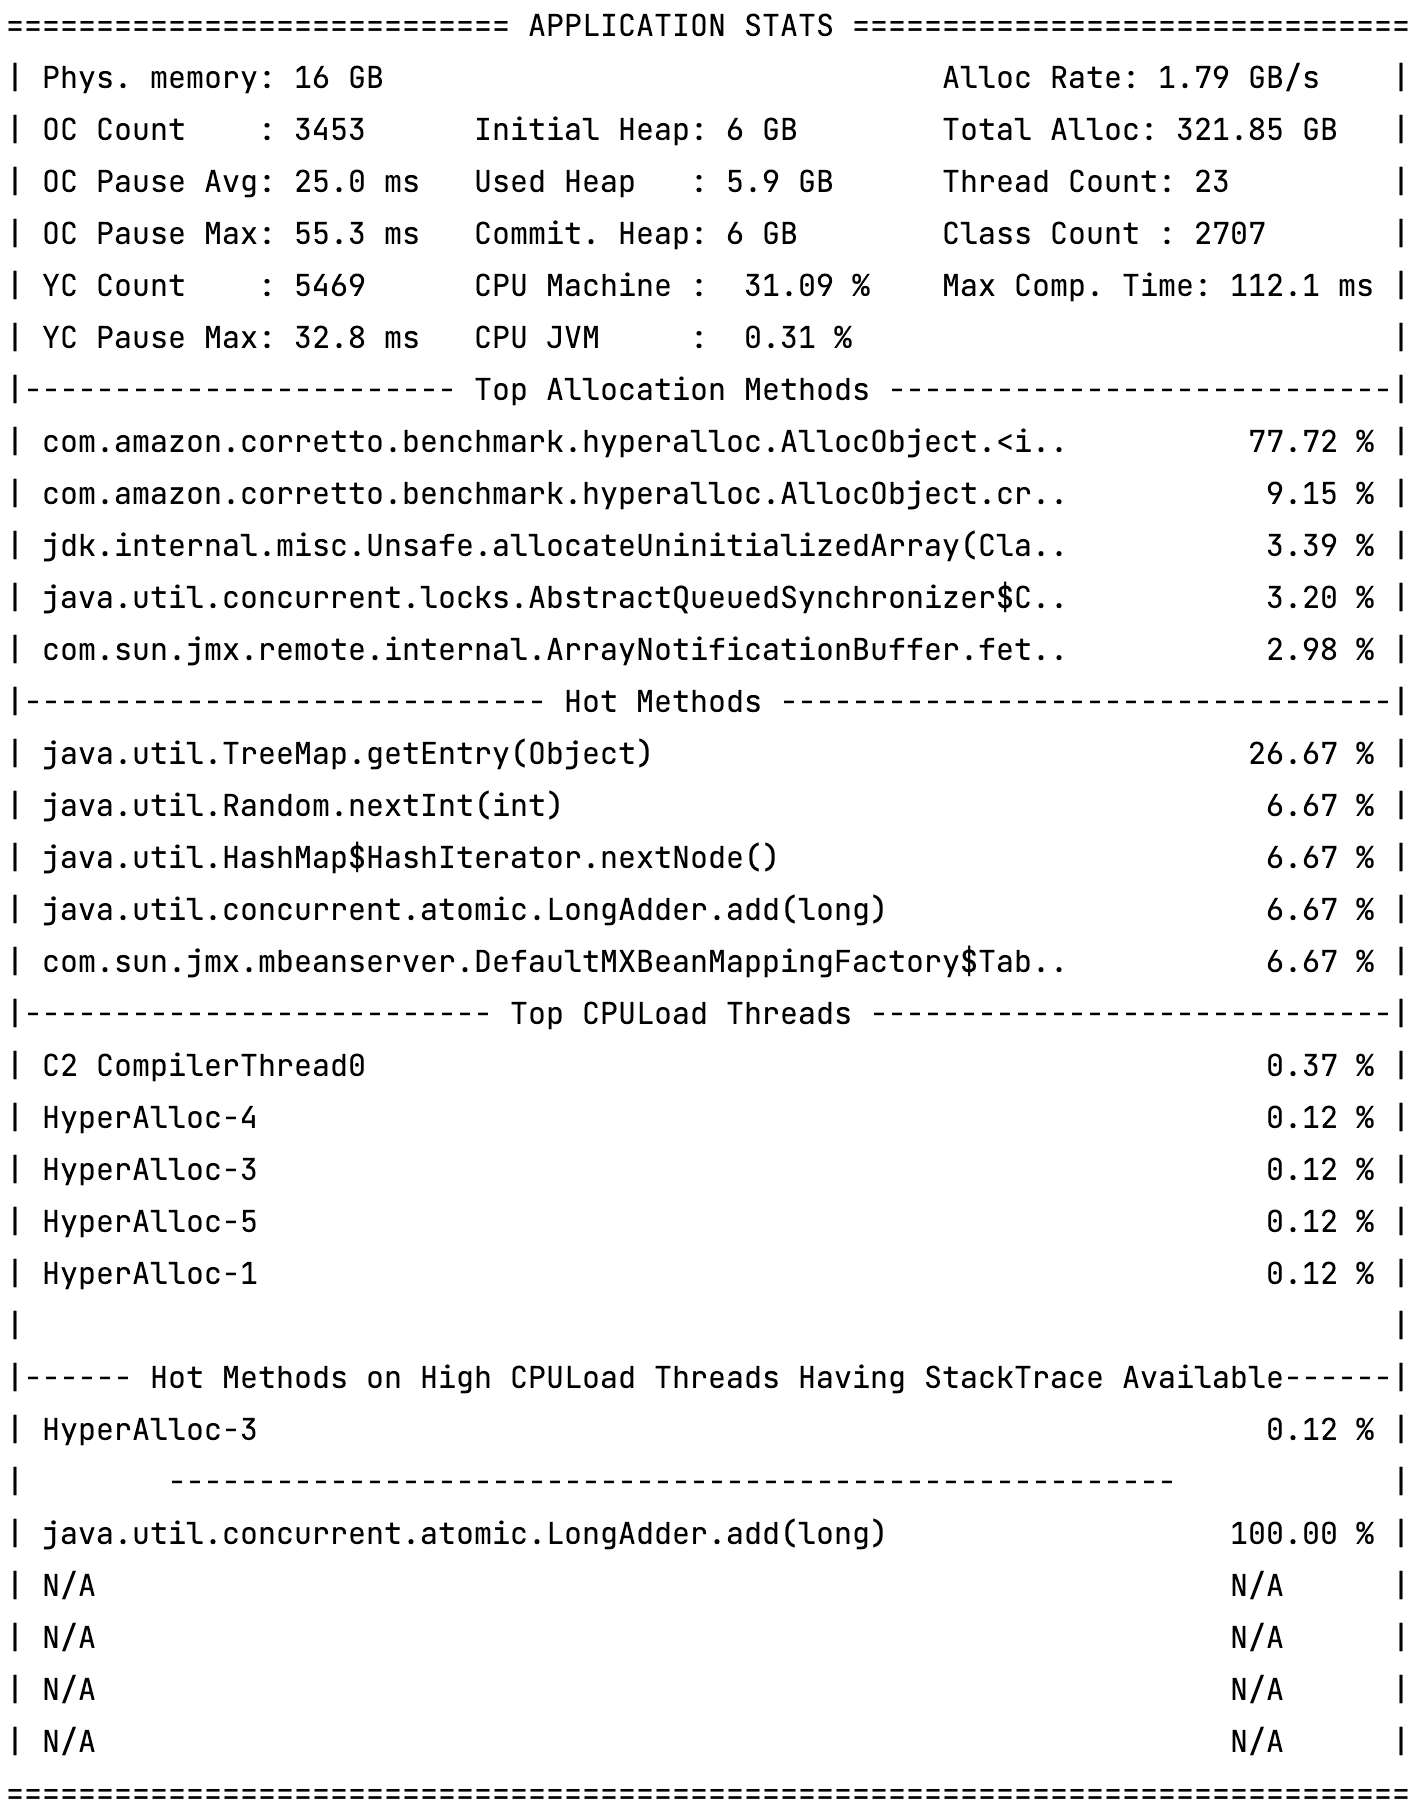 ============================ APPLICATION STATS ===============================
| Phys. memory: 16 GB                               Alloc Rate: 1.79 GB/s    |
| OC Count    : 3453      Initial Heap: 6 GB        Total Alloc: 321.85 GB   |
| OC Pause Avg: 25.0 ms   Used Heap   : 5.9 GB      Thread Count: 23         |
| OC Pause Max: 55.3 ms   Commit. Heap: 6 GB        Class Count : 2707       |
| YC Count    : 5469      CPU Machine :  31.09 %    Max Comp. Time: 112.1 ms |
| YC Pause Max: 32.8 ms   CPU JVM     :  0.31 %                              |
|------------------------ Top Allocation Methods ----------------------------|
| com.amazon.corretto.benchmark.hyperalloc.AllocObject.<i..          77.72 % |
| com.amazon.corretto.benchmark.hyperalloc.AllocObject.cr..           9.15 % |
| jdk.internal.misc.Unsafe.allocateUninitializedArray(Cla..           3.39 % |
| java.util.concurrent.locks.AbstractQueuedSynchronizer$C..           3.20 % |
| com.sun.jmx.remote.internal.ArrayNotificationBuffer.fet..           2.98 % |
|----------------------------- Hot Methods ----------------------------------|
| java.util.TreeMap.getEntry(Object)                                 26.67 % |
| java.util.Random.nextInt(int)                                       6.67 % |
| java.util.HashMap$HashIterator.nextNode()                           6.67 % |
| java.util.concurrent.atomic.LongAdder.add(long)                     6.67 % |
| com.sun.jmx.mbeanserver.DefaultMXBeanMappingFactory$Tab..           6.67 % |
|-------------------------- Top CPULoad Threads -----------------------------|
| C2 CompilerThread0                                                  0.37 % |
| HyperAlloc-4                                                        0.12 % |
| HyperAlloc-3                                                        0.12 % |
| HyperAlloc-5                                                        0.12 % |
| HyperAlloc-1                                                        0.12 % |
|                                                                            |
|------ Hot Methods on High CPULoad Threads Having StackTrace Available------|
| HyperAlloc-3                                                        0.12 % |
|        --------------------------------------------------------            |
| java.util.concurrent.atomic.LongAdder.add(long)                   100.00 % |
| N/A                                                               N/A      |
| N/A                                                               N/A      |
| N/A                                                               N/A      |
| N/A                                                               N/A      |
==============================================================================